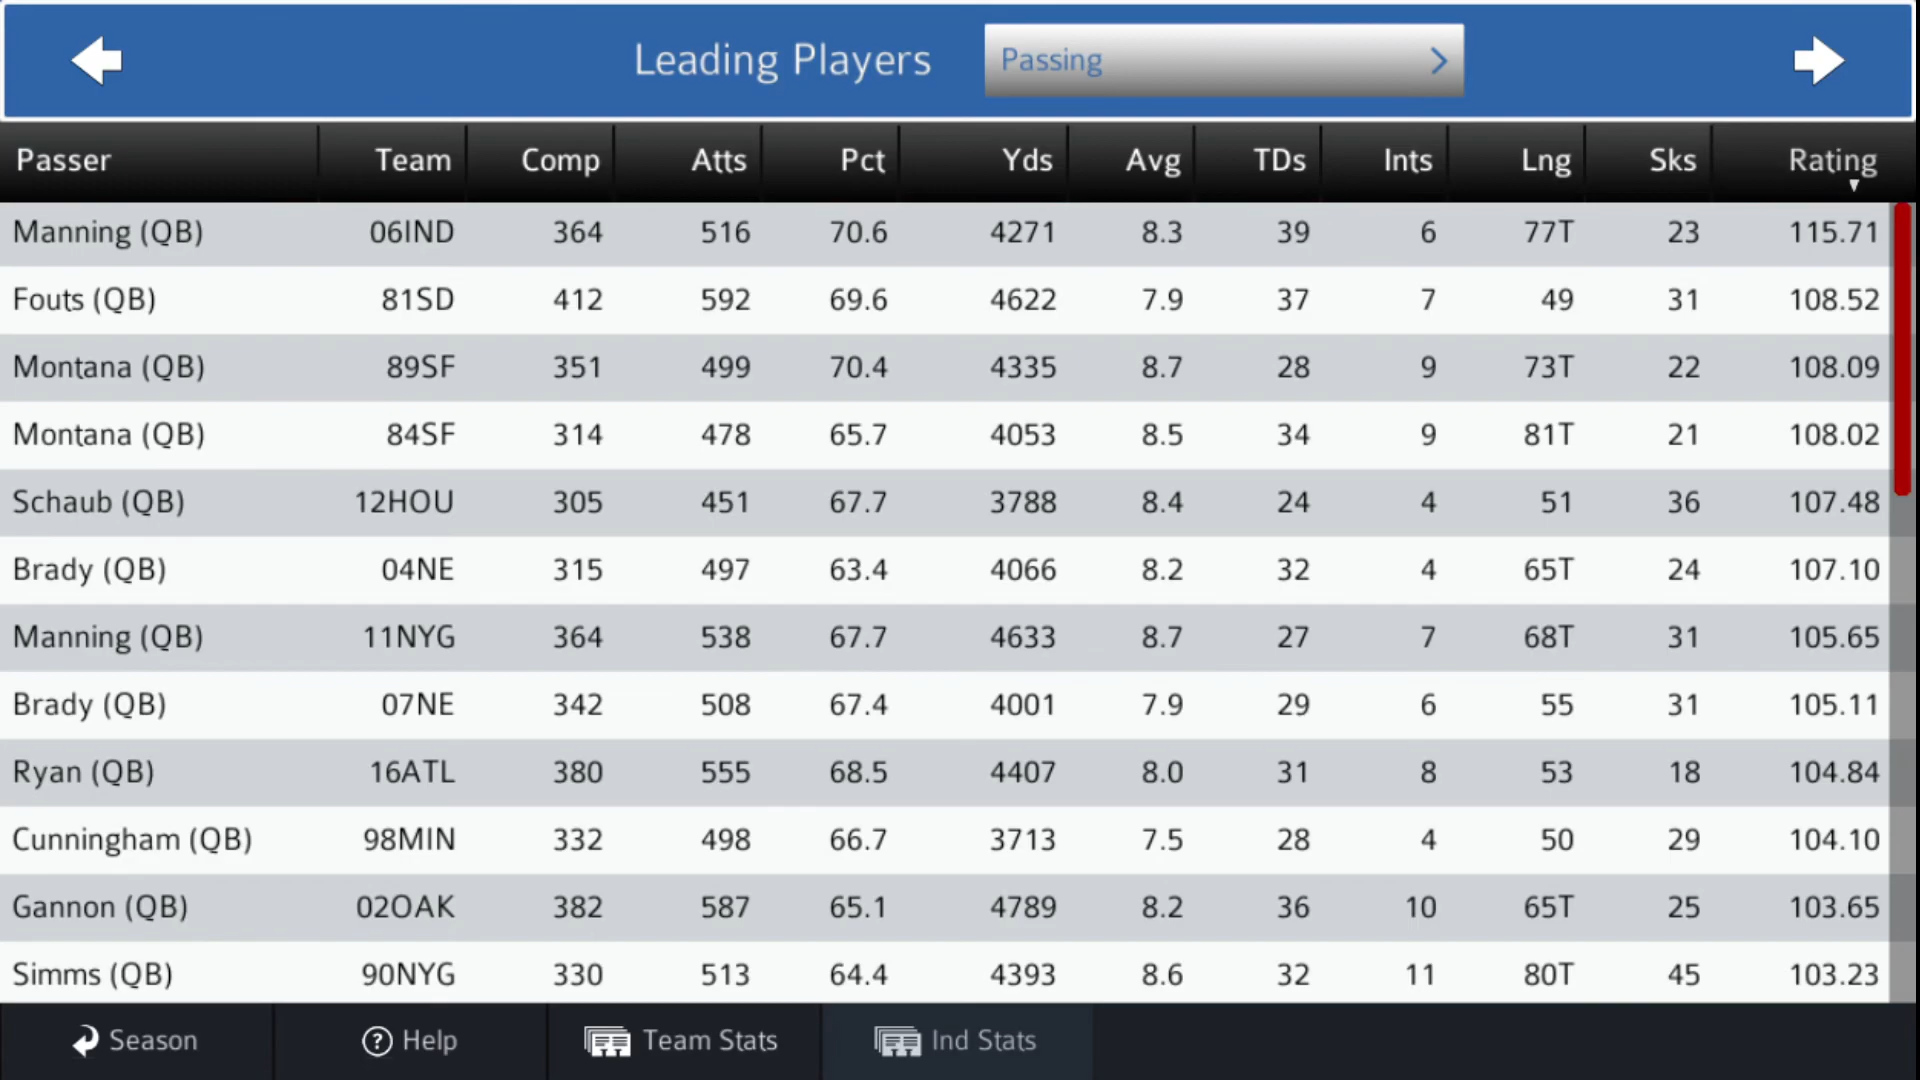 Leading Players Passing
Passer Team Comp Atts Pct Yds Avg TDs Ints Lng Sks Rating
Manning (QB) 06IND 364 516 70.6 4271 8.3 39 6 77T 23 115.71
Fouts (QB) 81SD 412 592 69.6 4622 7.9 37 7 49 31 108.52
Montana (QB) 89SF 351 499 70.4 4335 8.7 28 9 73T 22 108.09
Montana (QB) 84SF 314 478 65.7 4053 8.5 34 9 81T 21 108.02
Schaub (QB) 12HOU 305 451 67.7 3788 8.4 24 4 51 36 107.48
Brady (QB) 04NE 315 497 63.4 4066 8.2 32 4 65T 24 107.10
Manning (QB) 11NYG 364 538 67.7 4633 8.7 27 7 68T 31 105.65
Brady (QB) 07NE 342 508 67.4 4001 7.9 29 6 55 31 105.11
Ryan (QB) 16ATL 380 555 68.5 4407 8.0 31 8 53 18 104.84
Cunningham (QB) 98MIN 332 498 66.7 3713 7.5 28 4 50 29 104.10
Gannon (QB) 02OAK 382 587 65.1 4789 8.2 36 10 65T 25 103.65
Simms (QB) 90NYG 330 513 64.4 4393 8.6 32 11 80T 45 103.23
Season Help Team Stats Ind Stats